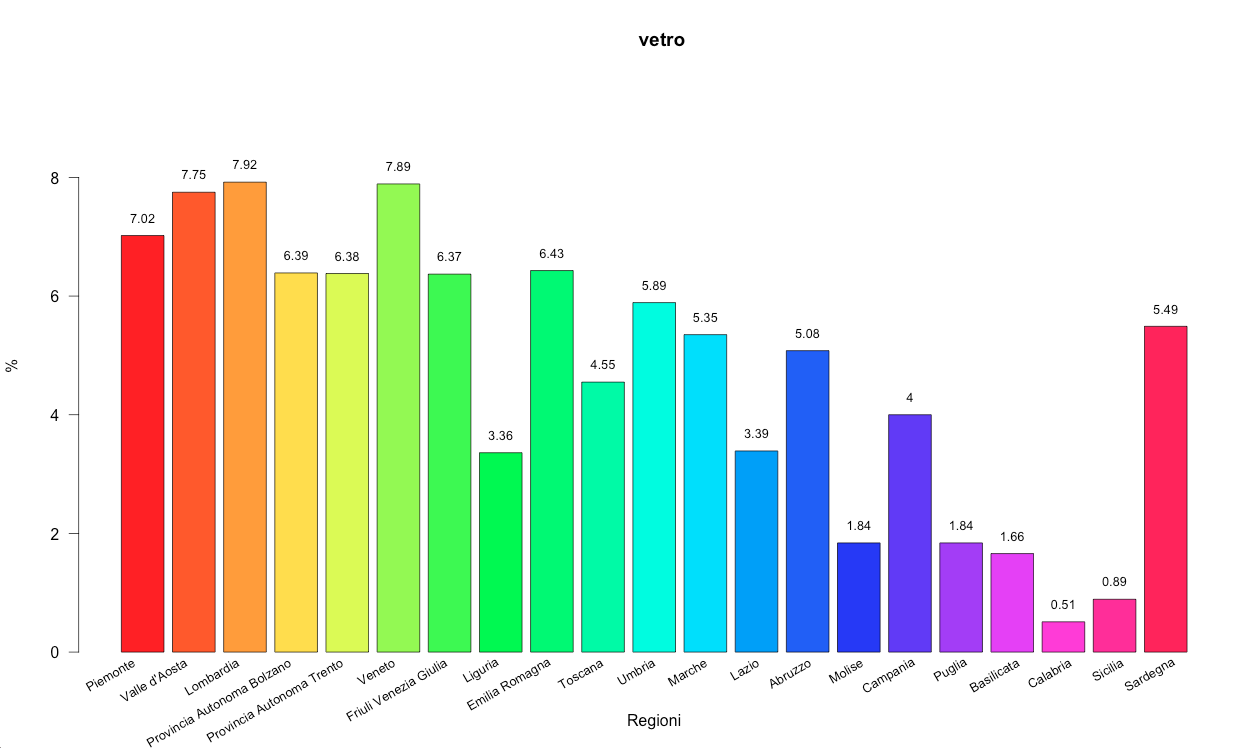 vetro
%
8
6
4
2
0
7.02
7.75
7.92
6.39
6.38
7.89
6.37
3.36
6.43
4.55
5.89
5.35
3.39
5.08
1.84
4
1.84
1.66
0.51
0.89
5.49
Piemonte
Valle d'Aosta
Lombardia
Provincia Autonoma Bolzano
Provincia Autonoma Trento
Veneto
Friuli Venezia Giulia
Liguria
Emilia Romagna
Toscana
Umbria
Marche
Lazio
Abruzzo
Molise
Campania
Puglia
Basilicata
Calabria
Sicilia
Sardegna
Regioni